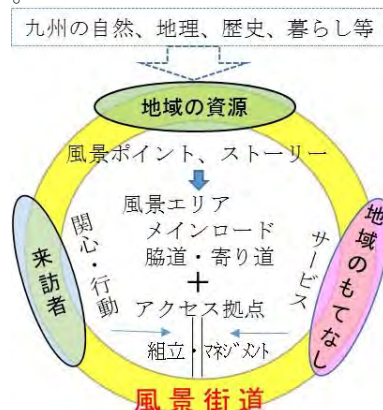 。
九州の自然、地理、歴史、暮らし等
地域の資源
風景ポイント、ストーリー
風景エリア
メインロード
脇道・寄り道
+
アクセス拠点
組立・マネジメント
関心・行動
サービス
来訪者
地域のもてなし
風景街道